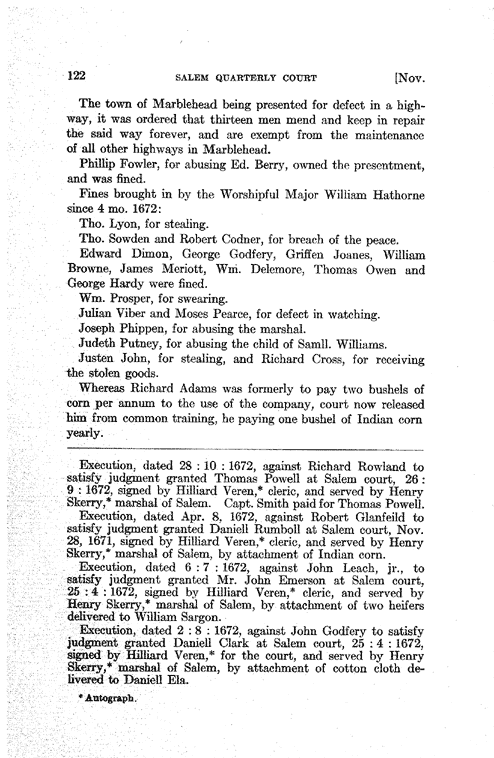 122 SALEM QUARTERLY COURT [Nov.
The town of Marblehead being presented for defect in a high-
way, it was ordered that thirteen men mend and keep in repair
the said way forever, and are exempt from the maintenance
of all other highways in Marblehead.
Phillip Fowler, for abusing Ed. Berry, owned the presentment,
and was fined.
Fines brought in by the Worshipful Major William Hathorne
since 4 mo. 1672:
Tho. Lyon, for stealing.
Tho. Sowden and Robert Codner, for breach of the peace.
Edward Dimon, George Godfery, Griffen Joanes, William
Browne, James Meriott, Wm. Delemore, Thomas Owen and
George Hardy were fined.
Wm. Prosper, for swearing.
Julian Viber and Moses Pearce, for defect in watching.
Joseph Phippen, for abusing the marshal.
Judeth Putney, for abusing the child of Samll. Williams.
Justen John, for stealing, and Richard Cross, for receiving
the stolen goods.
Whereas Richard Adams was formerly to pay two bushels of
corn per annum to the use of the company, court now released
him from common training, he paying one bushel of Indian corn
yearly.
Execution, dated 28 : 10 : 1672, against Richard Rowland to
satisfy judgment granted Thomas Powell at Salem court, 26 :
9 : 1672, signed by Hilliard Veren,* cleric, and served by Henry
Skerry,* marshal of Salem. Capt. Smith paid for Thomas Powell.
Execution, dated Apr. 8, 1672, against Robert Glanfeild to
satisfy judgment granted Daniell Rumboll at Salem court, Nov.
28, 1671, signed by Hilliard Veren,* cleric, and served by Henry
Skerry,* marshal of Salem, by attachment of Indian corn.
Execution, dated 6 : 7 : 1672, against John Leach, jr., to
satisfy judgment granted Mr. John Emerson at Salem court,
25 : 4 : 1672, signed by Hilliard Veren,* cleric, and served by
Henry Skerry,* marshal of Salem, by attachment of two heifers
delivered to William Sargon.
Execution, dated 2 : 8 : 1672, against John Godfery to satisfy
judgment granted Daniell Clark at Salem court, 25 : 4 : 1672,
signed by Hilliard Veren,* for the court, and served by Henry
Skerry,* marshal of Salem, by attachment of cotton cloth de-
livered to Daniell Ela.
* Autograph.